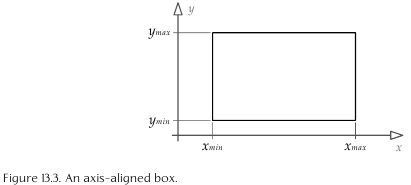 y
ymax
ymin
xmin
xmax
x
Figure 13.3. An axis-aligned box.